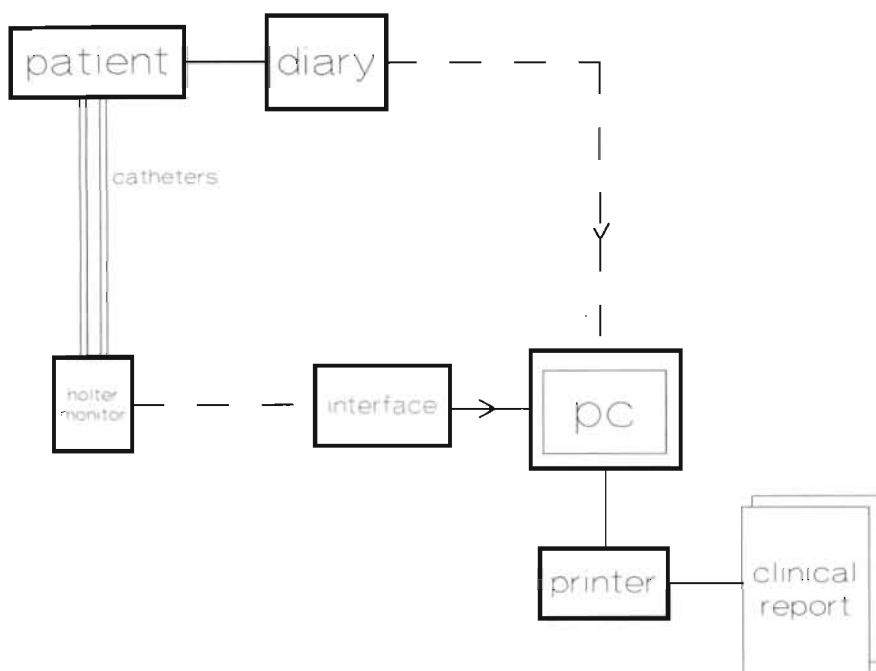 patient
diary
catheters
holter
monitor
interface
pc
printer
clinical
report